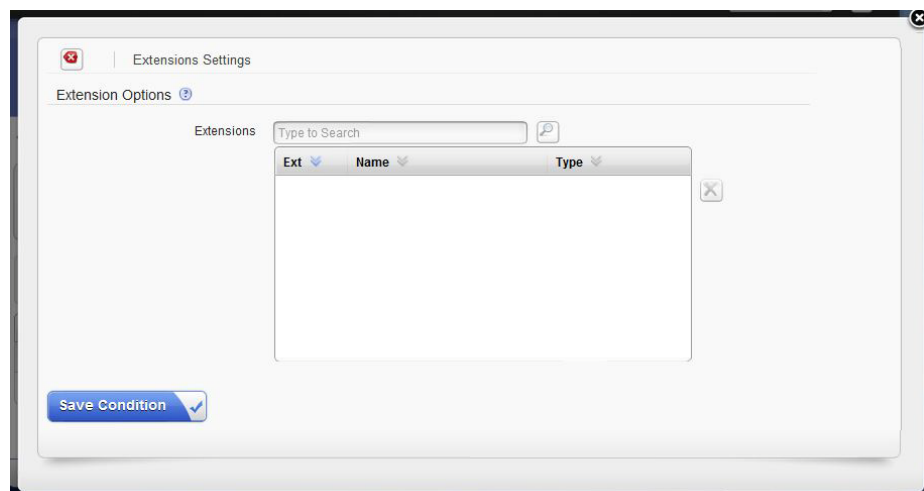 Extensions Settings
Extension Options
Extensions Type to Search
Ext Name Type
Save Condition